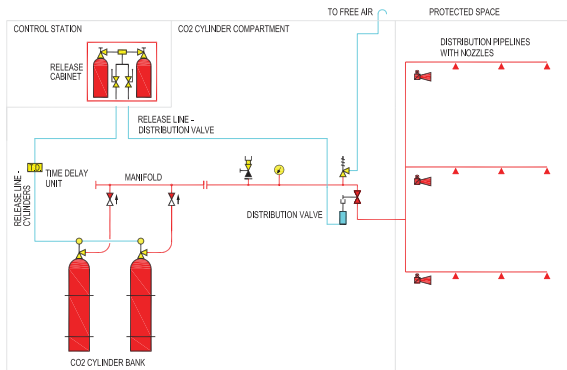 TO FREE AIR
PROTECTED SPACE
CONTROL STATION
CO2 CYLINDER COMPARTMENT
DISTRIBUTION PIPELINES
WITH NOZZLES
RELEASE
CABINET
RELEASE LINE -
DISTRIBUTION VALVE
TIME DELAY
UNIT
MANIFOLD
RELEASE LINE -
CYLINDERS
DISTRIBUTION VALVE
CO2 CYLINDER BANK